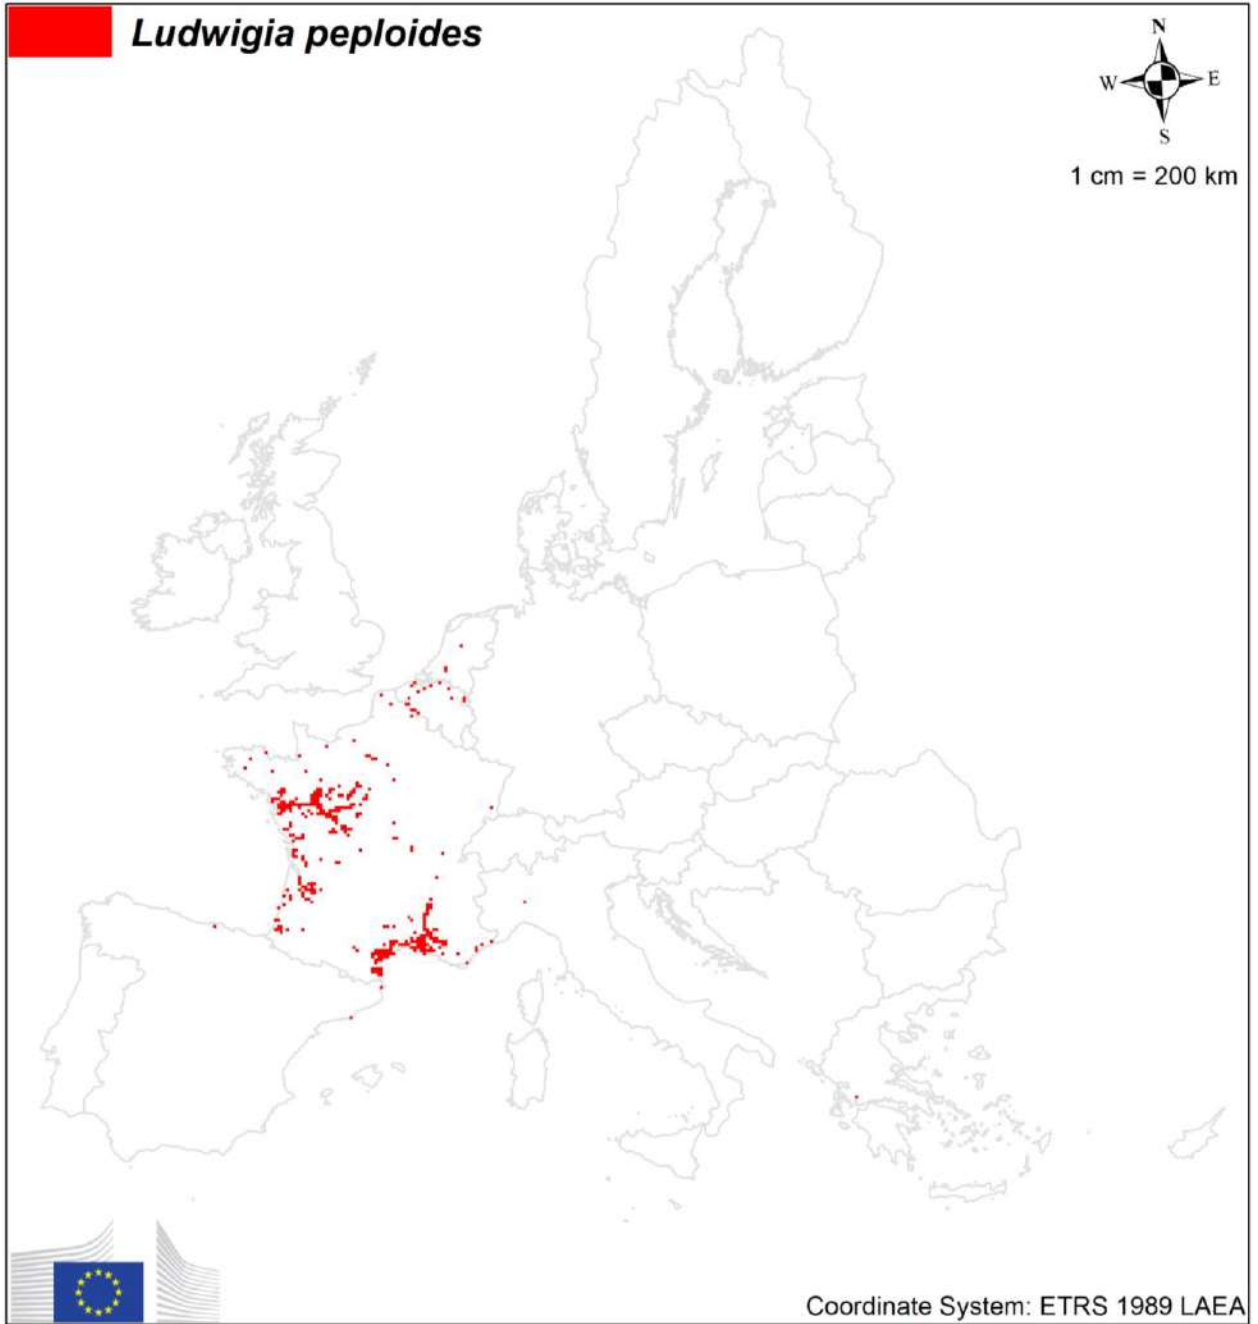 Ludwigia peploides
N
W E
S
1 cm = 200 km
Coordinate System: ETRS 1989 LAEA